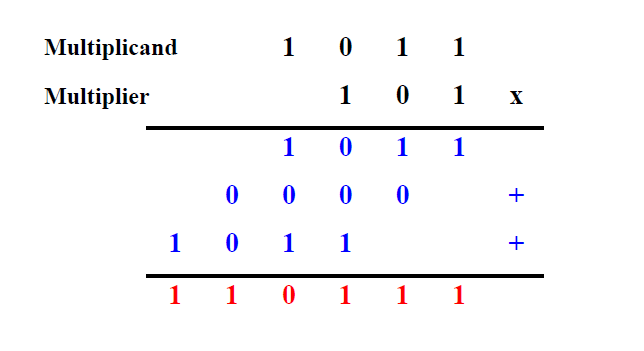 Multiplicand 1 0 1 1
Multiplier 1 0 1 x
1 0 1 1
0 0 0 0 +
1 0 1 1 +
1 1 0 1 1 1